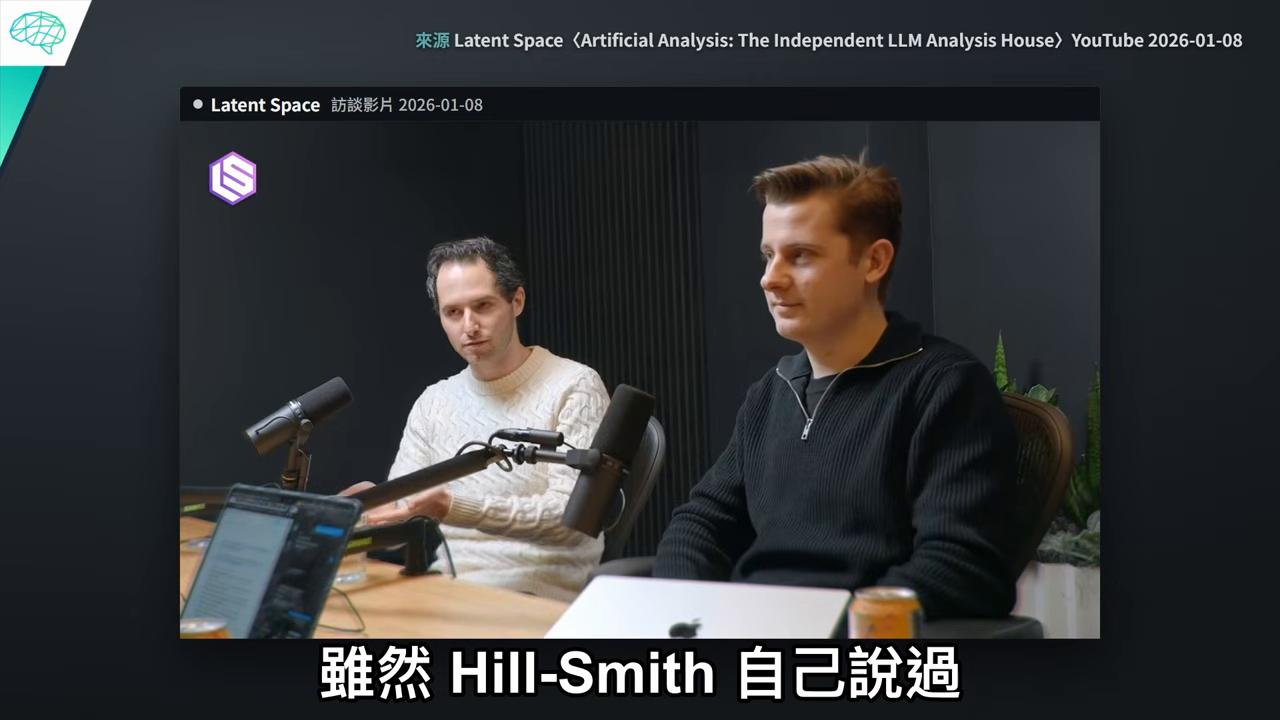 來源 Latent Space〈Artificial Analysis: The Independent LLM Analysis House〉YouTube 2026-01-08
Latent Space 訪談影片 2026-01-08
LS
雖然 Hill-Smith 自己說過